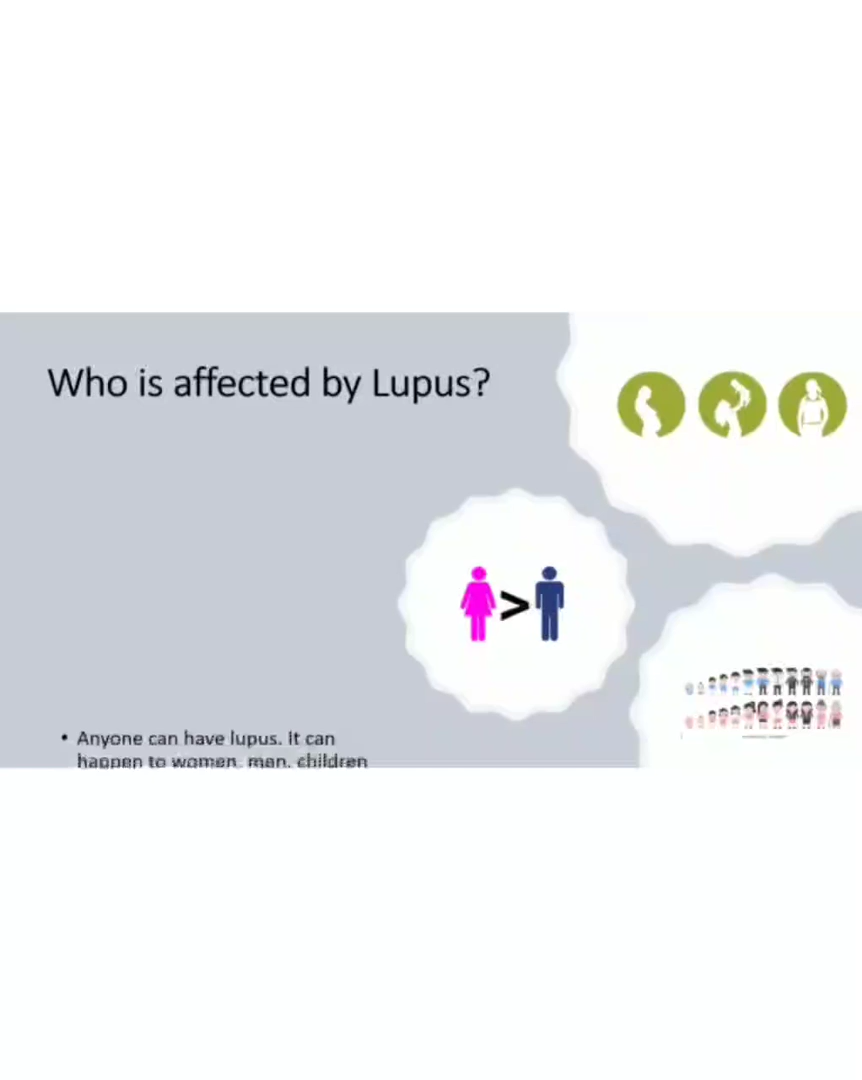 Who is affected by Lupus?
>
• Anyone can have lupus. It can
happen to women, men, children